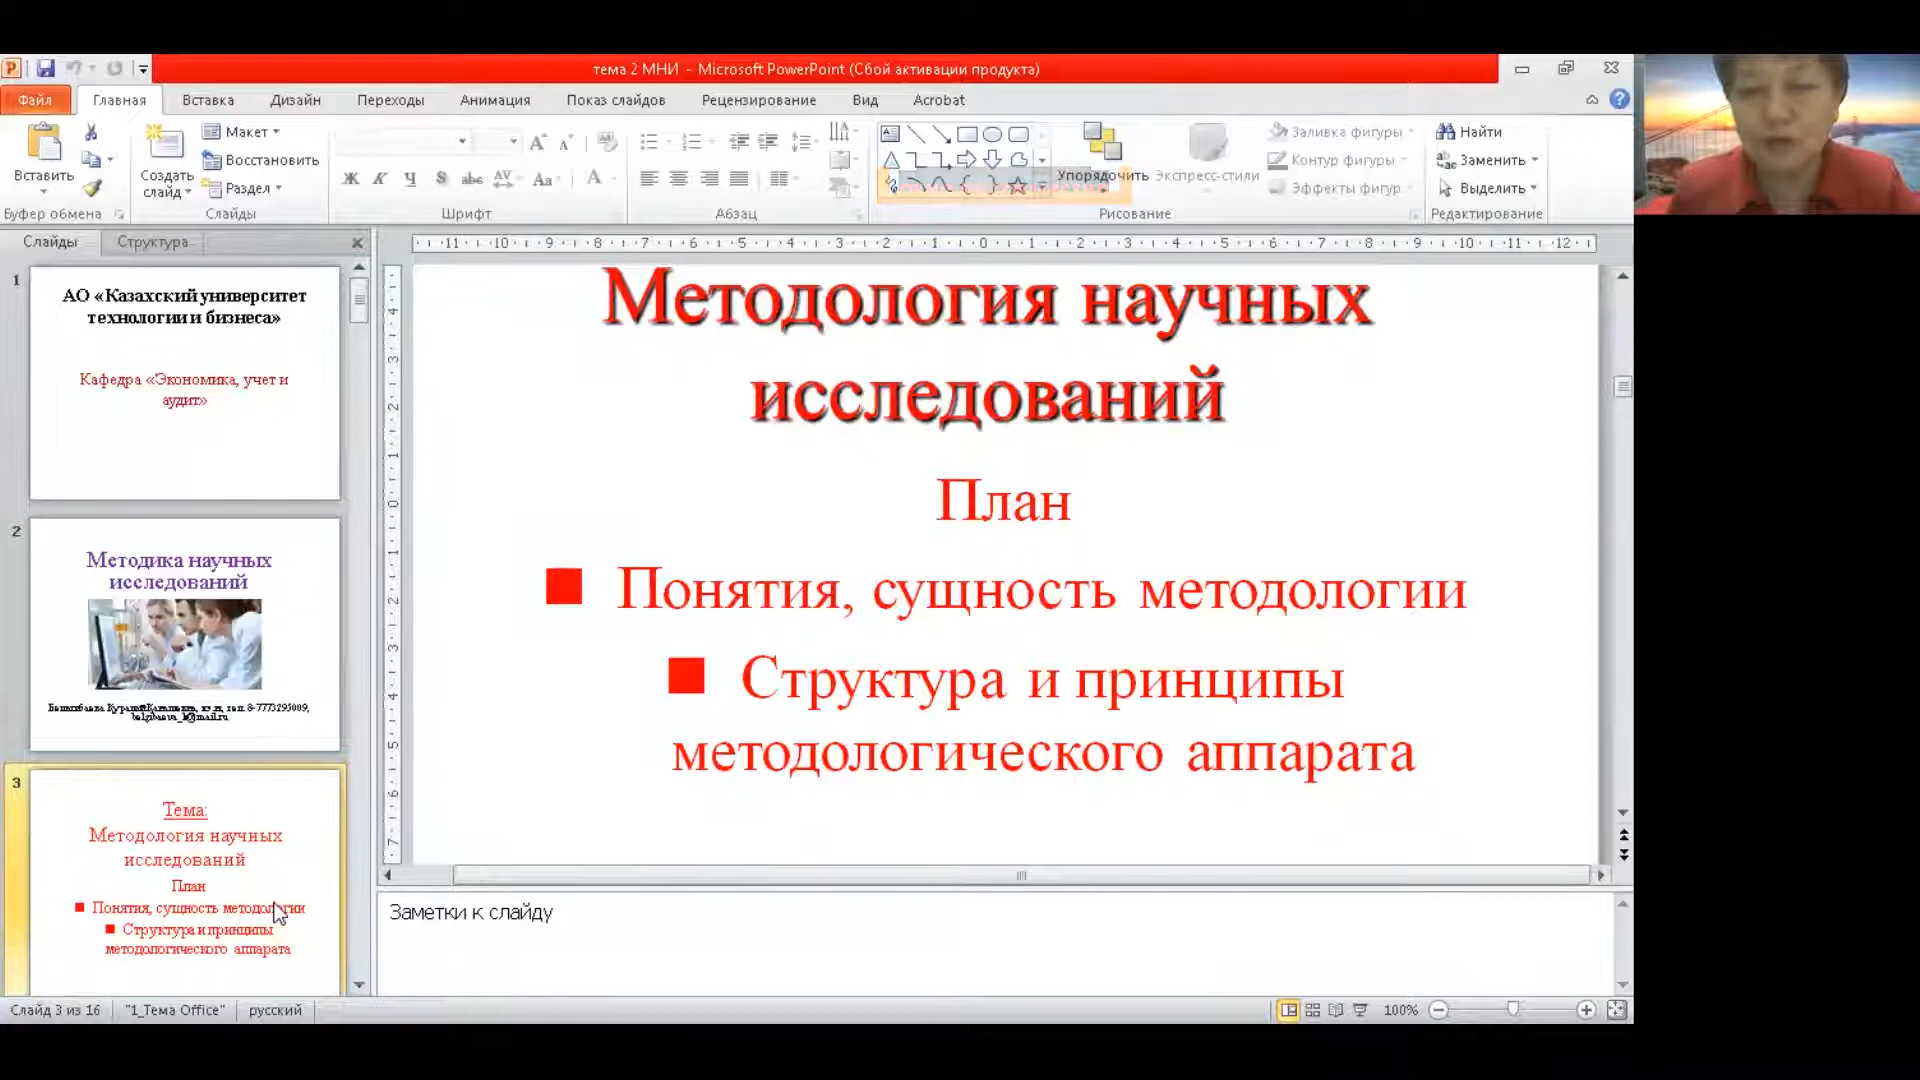 тема 2 МНИ - Microsoft PowerPoint (Сбой активации продукта)
Файл Главная Вставка Дизайн Переходы Анимация Показ слайдов Рецензирование Вид Acrobat
Вставить
Создать слайд
Макет
Восстановить
Раздел
Упорядочить
Экспресс-стили
Заливка фигуры
Контур фигуры
Эффекты фигур
Найти
Заменить
Выделить
Буфер обмена Слайды Шрифт Абзац Рисование Редактирование
Слайды Структура
1
АО «Казахский университет
технологии и бизнеса»
Кафедра «Экономика, учет и
аудит»
2
Методика научных
исследований
3
Тема:
Методология научных
исследований
План
Понятия, сущность методологии
Структура и принципы
методологического аппарата
Методология научных
исследований
План
Понятия, сущность методологии
Структура и принципы
методологического аппарата
Заметки к слайду
Слайд 3 из 16 "1_Тема Office" русский 100%